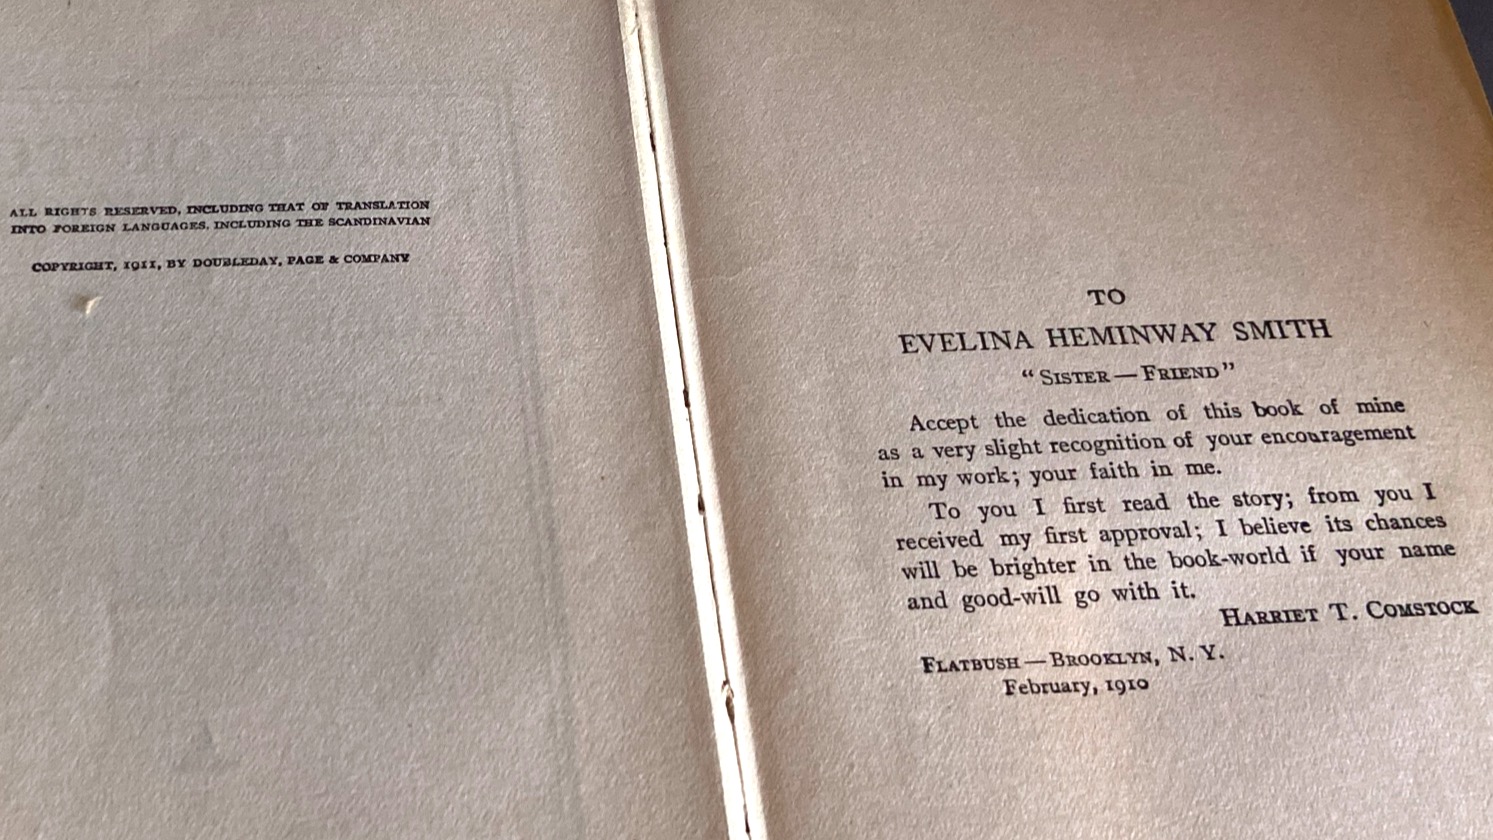 ALL RIGHTS RESERVED, INCLUDING THAT OF TRANSLATION
INTO FOREIGN LANGUAGES, INCLUDING THE SCANDINAVIAN
COPYRIGHT, 1911, BY DOUBLEDAY, PAGE & COMPANY
TO
EVELINA HEMINWAY SMITH
“SISTER — FRIEND”
Accept the dedication of this book of mine
as a very slight recognition of your encouragement
in my work; your faith in me.
To you I first read the story; from you I
received my first approval; I believe its chances
will be brighter in the book-world if your name
and good-will go with it.
HARRIET T. COMSTOCK
FLATBUSH — BROOKLYN, N. Y.
February, 1910